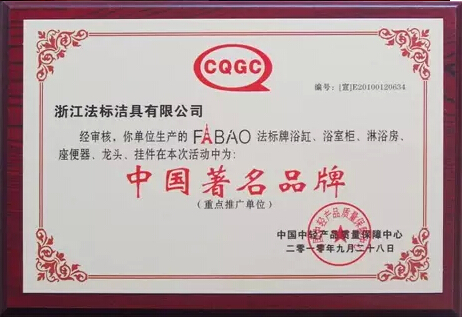 CQGC
编号:[宣]E20100120634
浙江法标洁具有限公司
经审核,你单位生产的 FABAO 法标牌浴缸、浴室柜、淋浴房、
座便器、龙头、挂件在本次活动中为:
中国著名品牌
(重点推广单位)
中国中轻产品质量保障中心
二零一零年九月二十八日